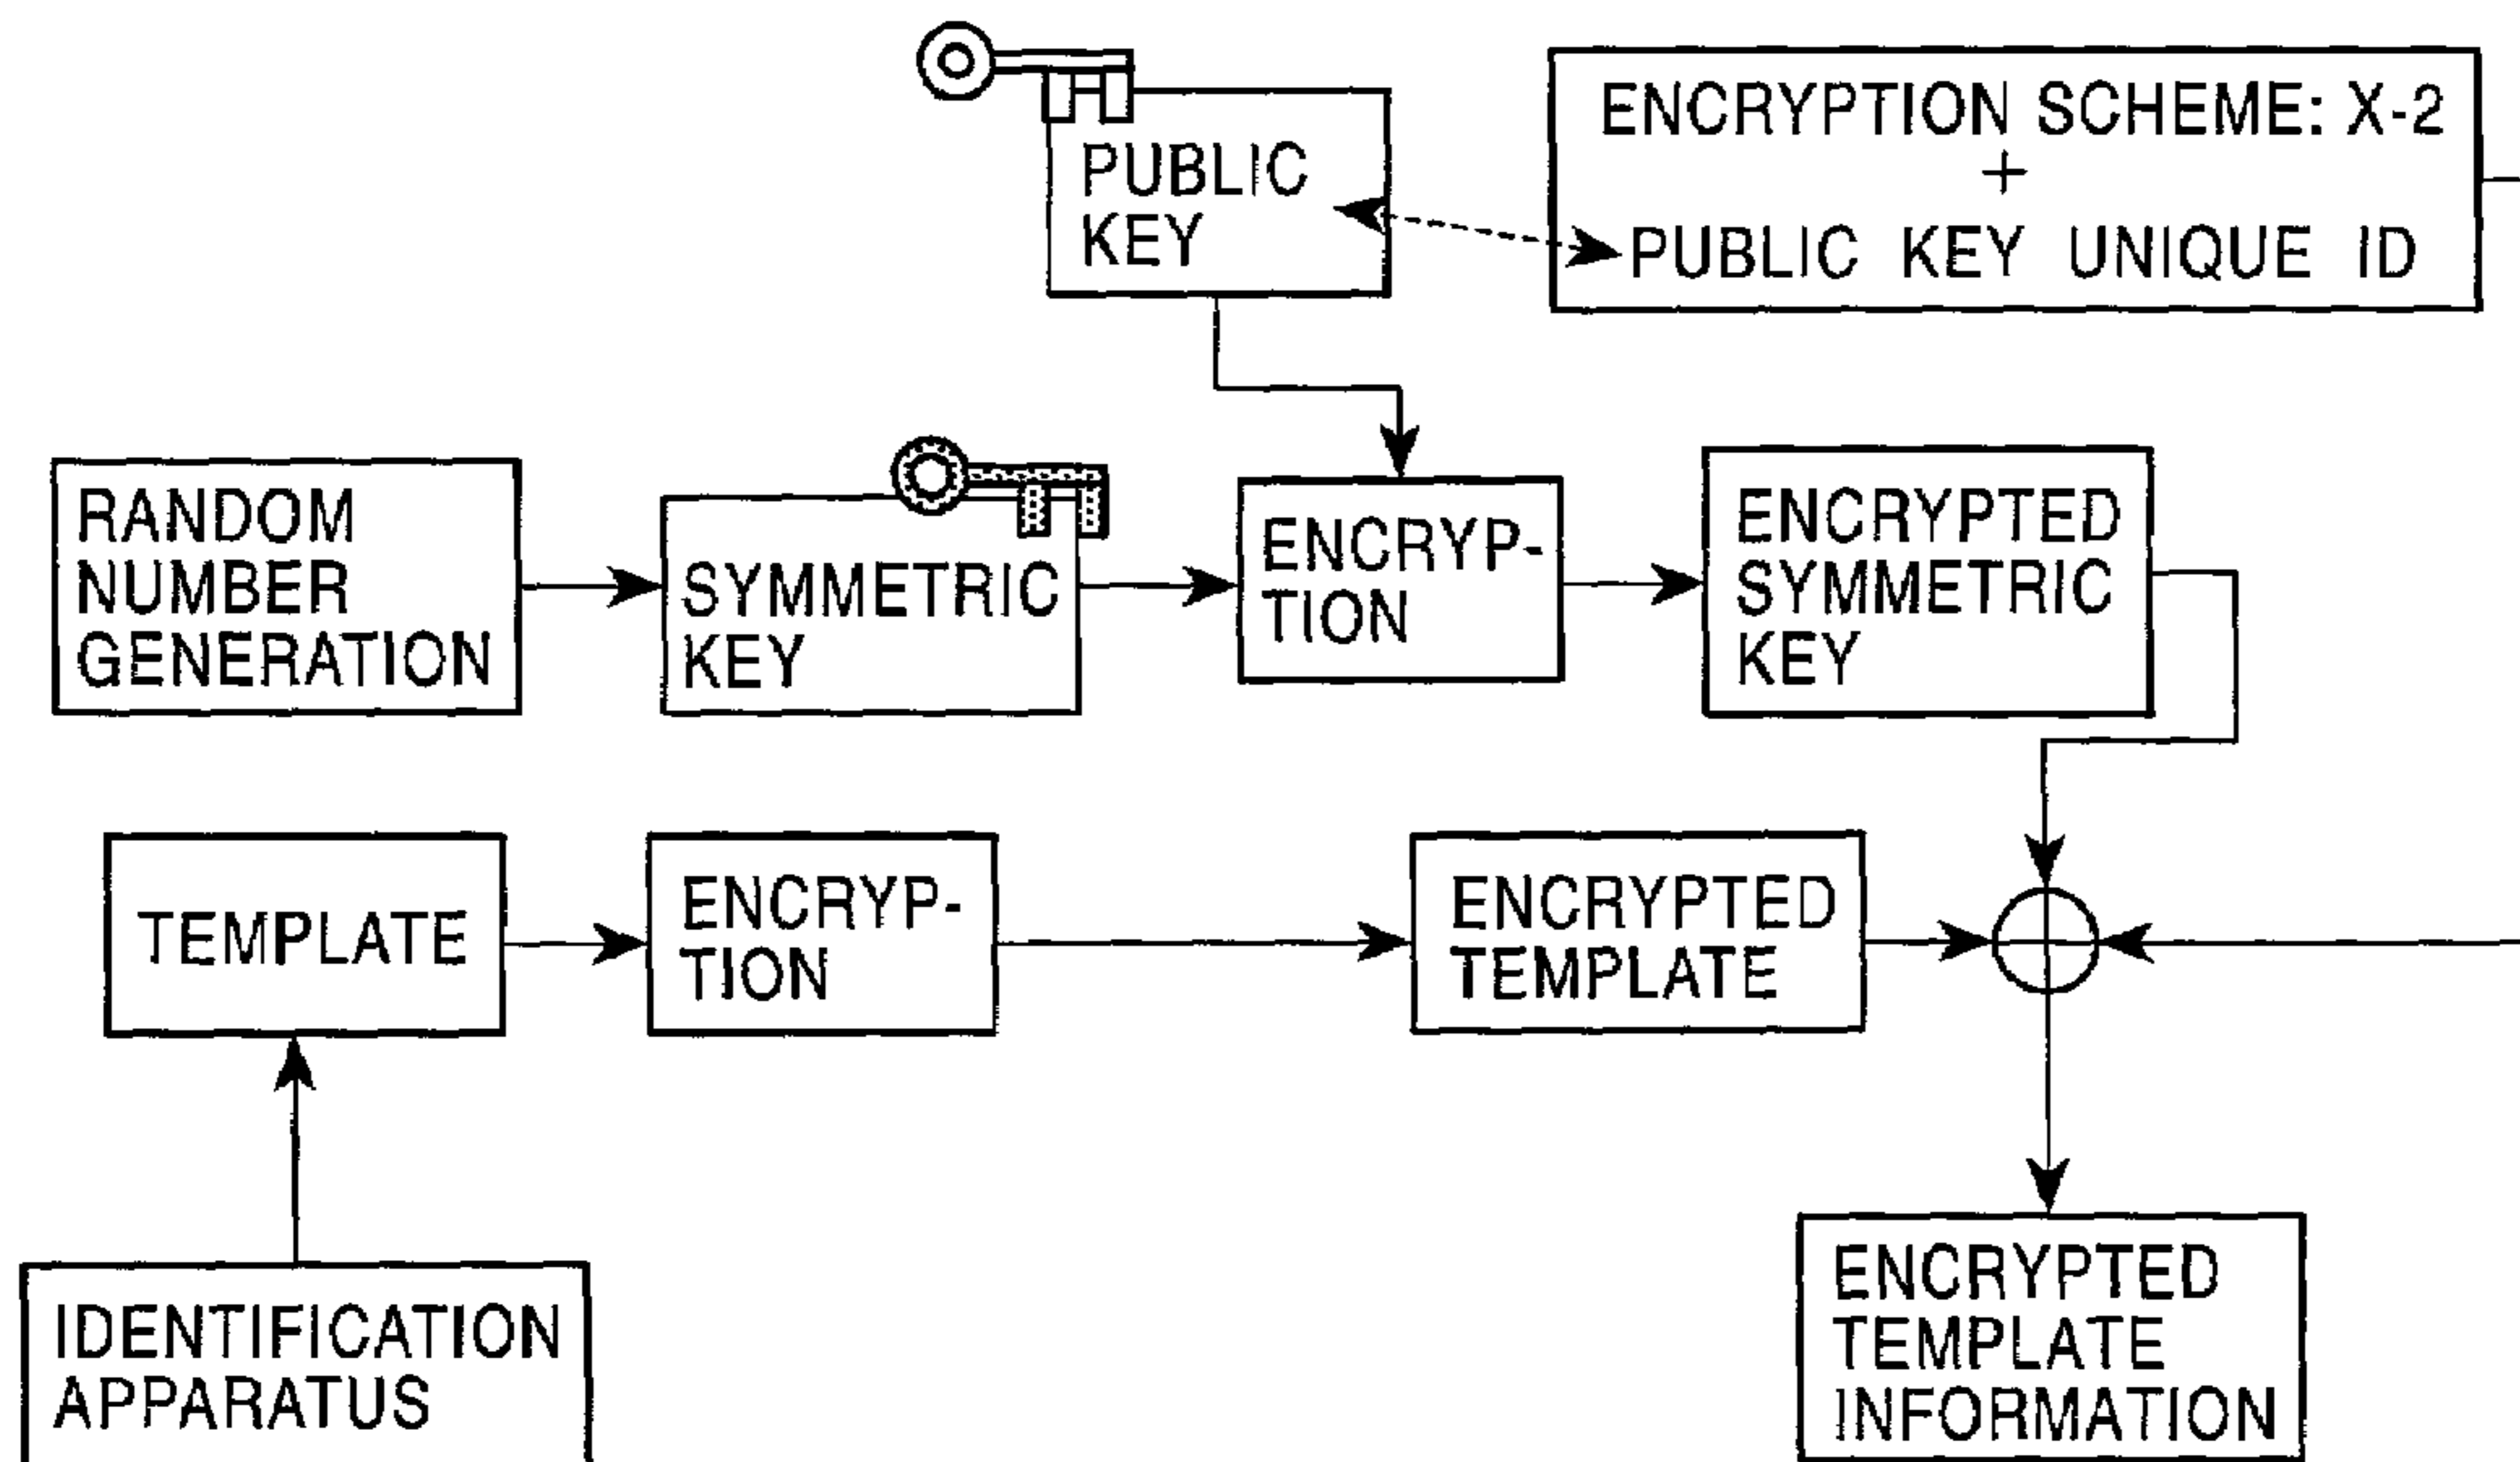 PUBLIC
KEY
ENCRYPTION SCHEME: X-2
+
PUBLIC KEY UNIQUE ID
RANDOM
NUMBER
GENERATION
SYMMETRIC
KEY
ENCRYP-
TION
ENCRYPTED
SYMMETRIC
KEY
TEMPLATE
ENCRYP-
TION
ENCRYPTED
TEMPLATE
IDENTIFICATION
APPARATUS
ENCRYPTED
TEMPLATE
INFORMATION